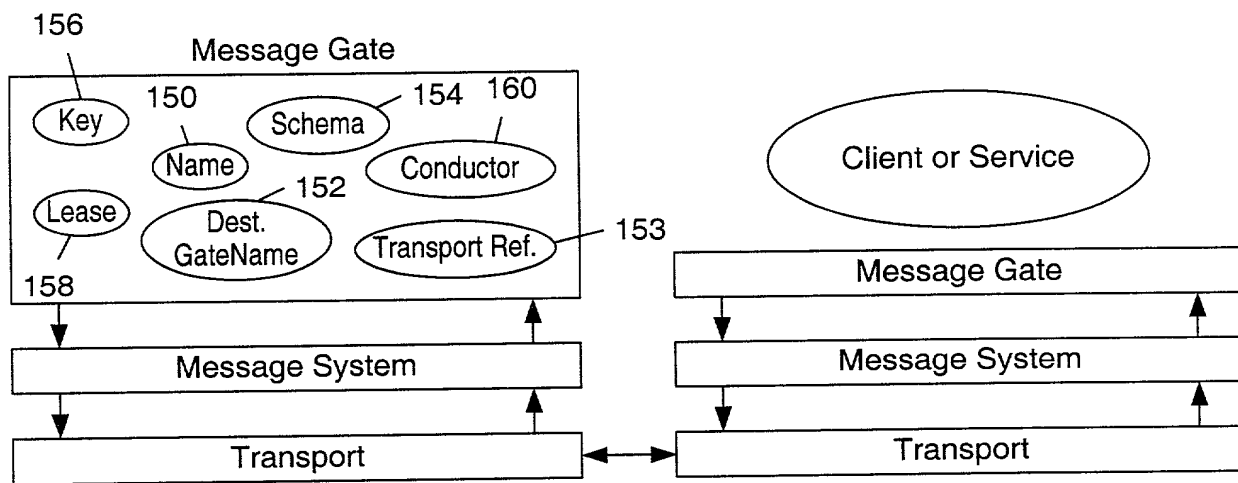 156
Message Gate
150
154
160
Key
Schema
Name
Conductor
Client or Service
Lease
152
Dest.
GateName
Transport Ref.
153
158
Message Gate
Message System
Message System
Transport
Transport